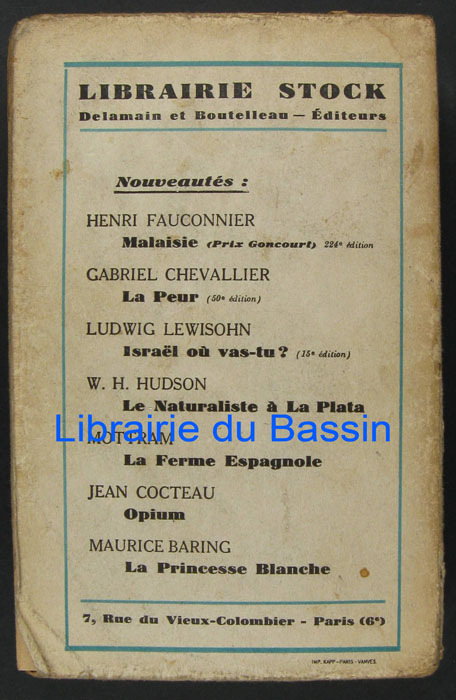 LIBRAIRIE STOCK
Delamain et Boutelleau — Éditeurs
Nouveautés :
HENRI FAUCONNIER
Malaisie (Prix Goncourt) 224e édition
GABRIEL CHEVALLIER
La Peur (50e édition)
LUDWIG LEWISOHN
Israël où vas-tu ? (15e édition)
W. H. HUDSON
Le Naturaliste à La Plata
Librairie du Bassin
MOTTRAM
La Ferme Espagnole
JEAN COCTEAU
Opium
MAURICE BARING
La Princesse Blanche
7, Rue du Vieux-Colombier - Paris (6e)
IMP. KAPP-PARIS-VANVES.